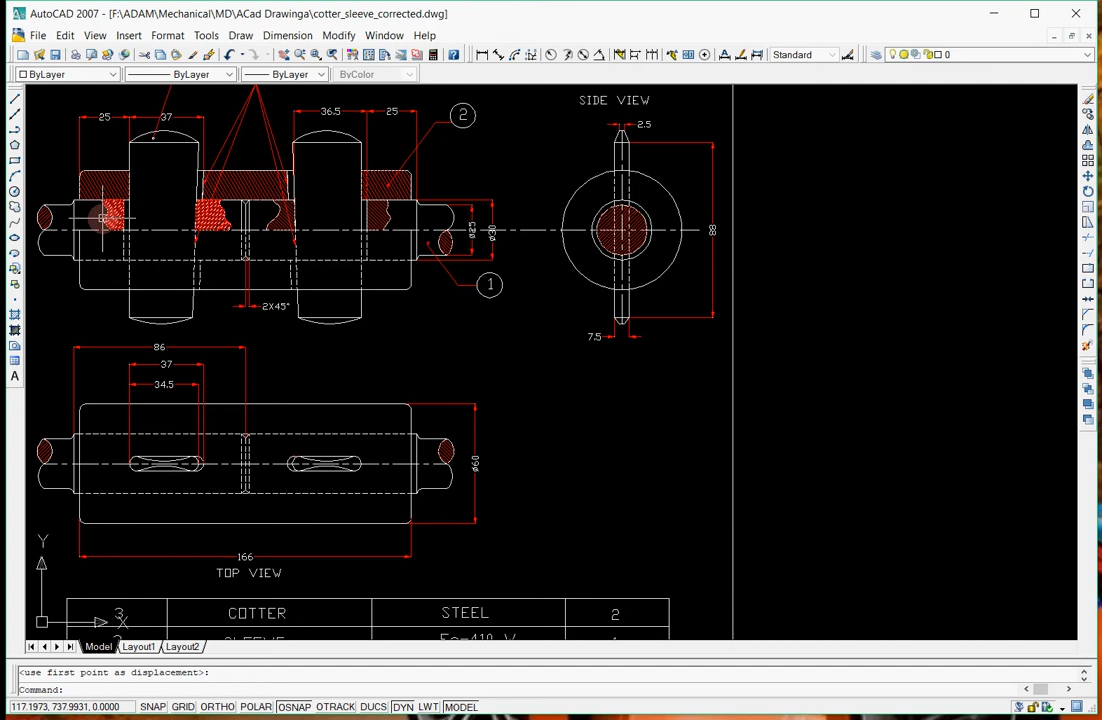 AutoCAD 2007 - [F:\ADAM\Mechanical\MD\ACad Drawinga\cotter_sleeve_corrected.dwg]
File Edit View Insert Format Tools Draw Dimension Modify Window Help
Standard 0
ByLayer ByLayer ByLayer ByColor
SIDE VIEW
25 37 36.5 25 2
2.5
ø25 ø30 88
1
2X45°
7.5
86
37
34.5
ø60
166
TOP VIEW
Y
X
3 COTTER STEEL 2
SLEEVE
Model Layout1 Layout2
<use first point as displacement>:
Command:
117.1973, 737.9931, 0.0000 SNAP GRID ORTHO POLAR OSNAP OTRACK DUCS DYN LWT MODEL